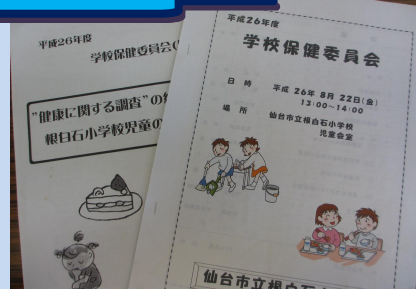 平成26年度
学校保健委員会
"健康に関する調査"の
根白石小学校児童の
平成26年度
学校保健委員会
日 時 平成 26年 8月 22日(金)
13:00~14:00
場 所 仙台市立根白石小学校
児童会室
仙台市立根白石